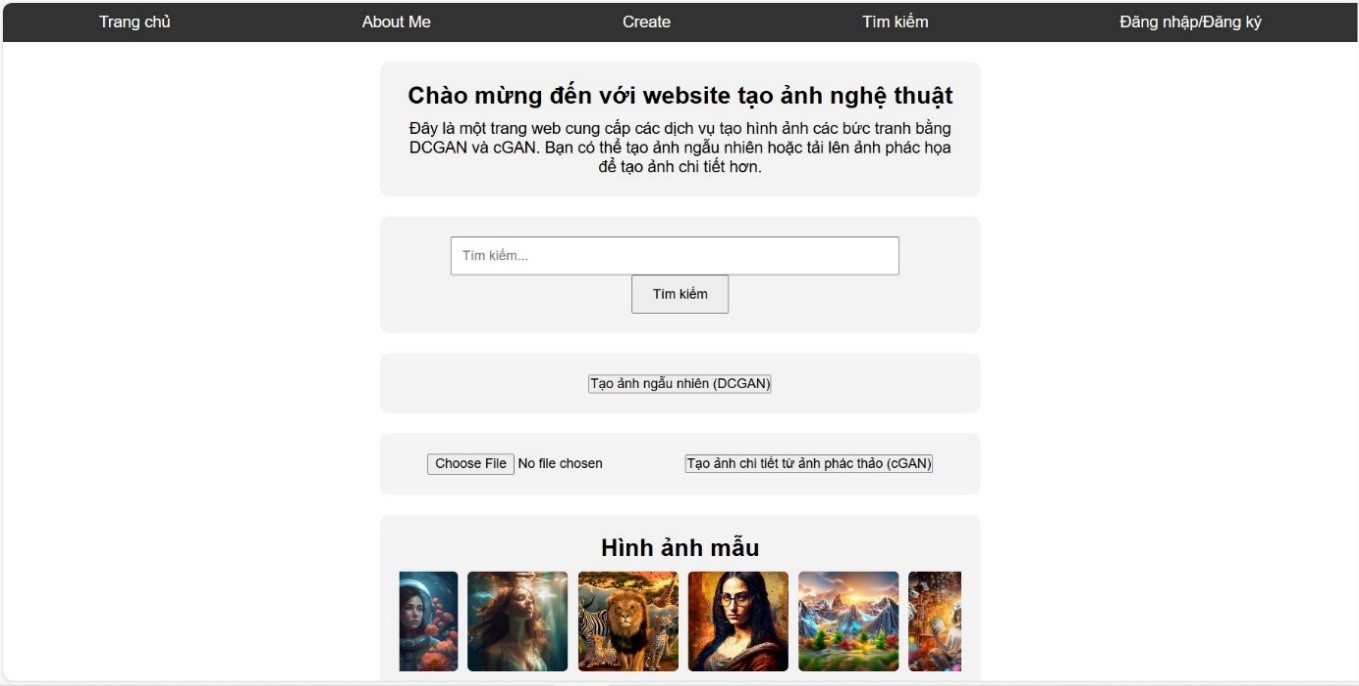 Trang chủ
About Me
Create
Tìm kiếm
Đăng nhập/Đăng ký
Chào mừng đến với website tạo ảnh nghệ thuật
Đây là một trang web cung cấp các dịch vụ tạo hình ảnh các bức tranh bằng
DCGAN và cGAN. Bạn có thể tạo ảnh ngẫu nhiên hoặc tải lên ảnh phác họa
để tạo ảnh chi tiết hơn.
Tìm kiếm...
Tìm kiếm
Tạo ảnh ngẫu nhiên (DCGAN)
Choose File No file chosen
Tạo ảnh chi tiết từ ảnh phác thảo (cGAN)
Hình ảnh mẫu